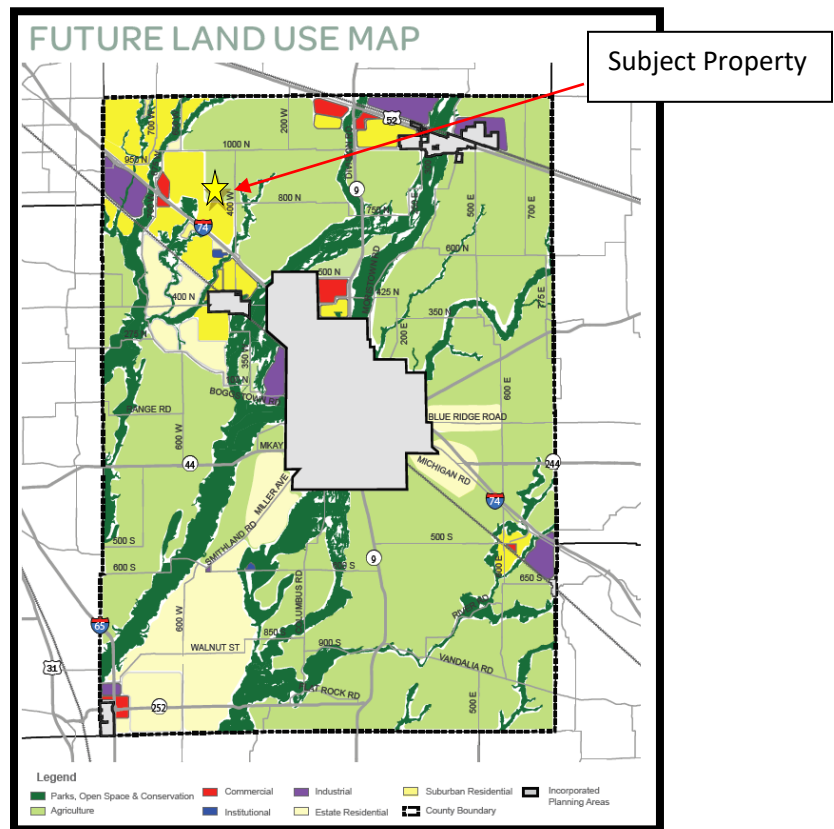 FUTURE LAND USE MAP
Subject Property
700 W
200 W
52
1000 N
950 N
9
400 W
800 N
500 E
700 E
74
600 N
500 N
425 N
400 N
350 N
200 E
775 E
350 W
600 E
RANGE RD
BLUE RIDGE ROAD
600 W
MKAY
44
MICHIGAN RD
244
MILLER AVE
74
500 S
500 S
SMITHLAND RD
9
600 S
650 S
600 W
65
850 S
WALNUT ST
900 S
VANDALIA RD
31
252
500 E
Legend
Parks, Open Space & Conservation
Commercial
Industrial
Suburban Residential
Incorporated
Planning Areas
Agriculture
Institutional
Estate Residential
County Boundary